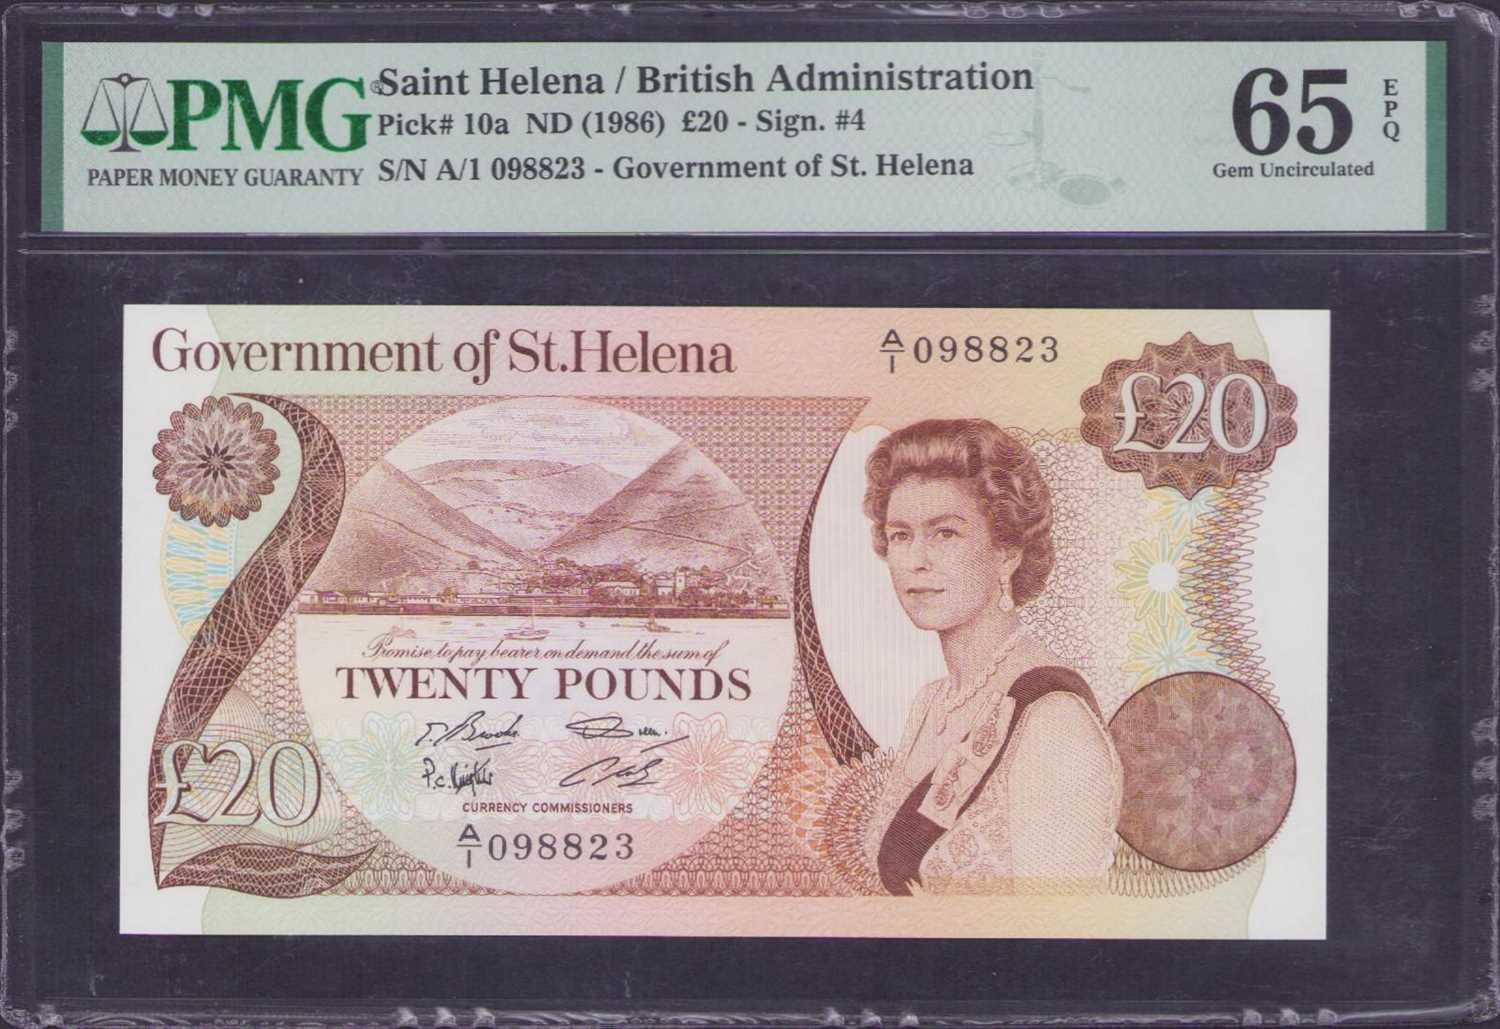 PMG®
PAPER MONEY GUARANTY
Saint Helena / British Administration
Pick# 10a ND (1986) £20 - Sign. #4
S/N A/1 098823 - Government of St. Helena
65
EPQ
Gem Uncirculated
Government of St.Helena
A/1 098823
£20
Promise to pay bearer on demand the sum of
TWENTY POUNDS
P.C.
CURRENCY COMMISSIONERS
£20
A/1 098823